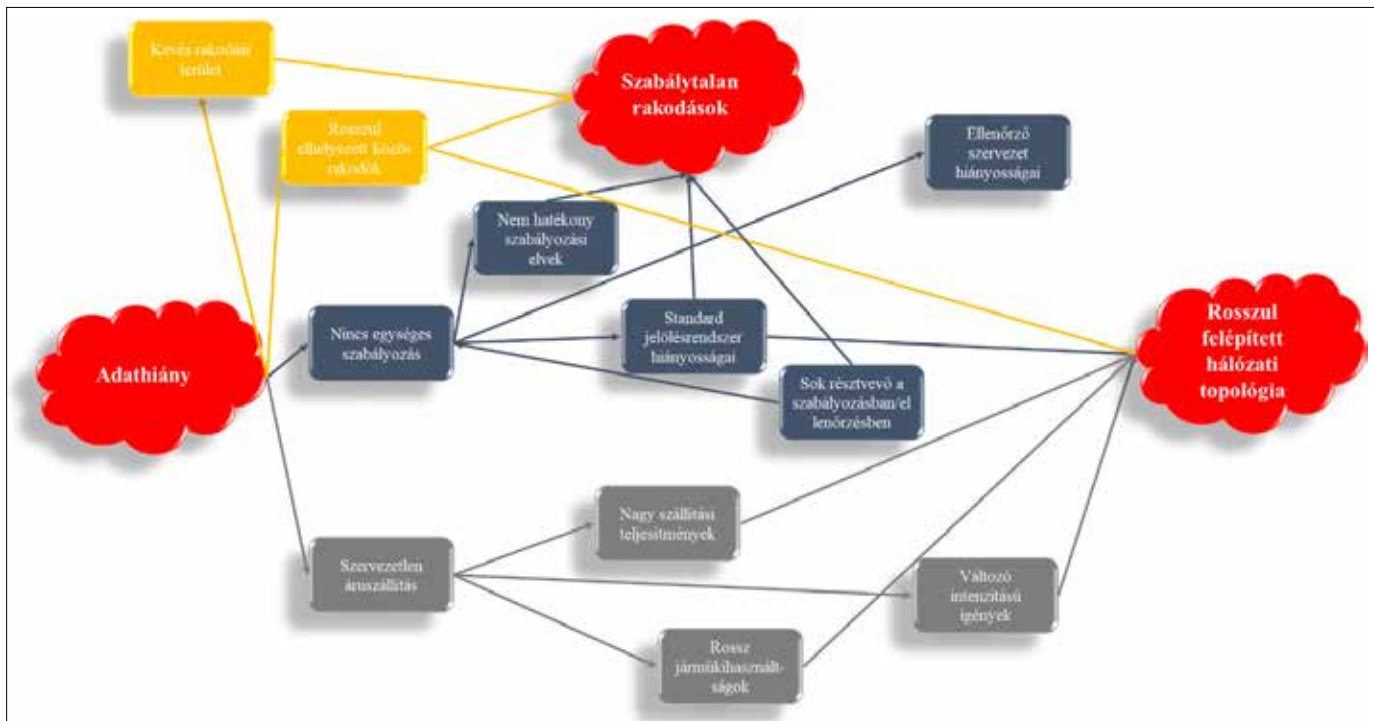 Kevés rakodási
terület
Szabálytalan
rakodások
Rosszul
elhelyezett közös
rakodók
Ellenőrző
szervezet
hiányosságai
Nem hatékony
szabályozási
elvek
Adathiány
Nincs egységes
szabályozás
Standard
jelölésrendszer
hiányosságai
Rosszul
felépített
hálózati
topológia
Sok résztvevő a
szabályozásban/el
lenőrzésben
Nagy szállítási
teljesítmények
Szervezetlen
áruszállítás
Változó
intenzitású
igények
Rossz
járműkihasznált-
ságok